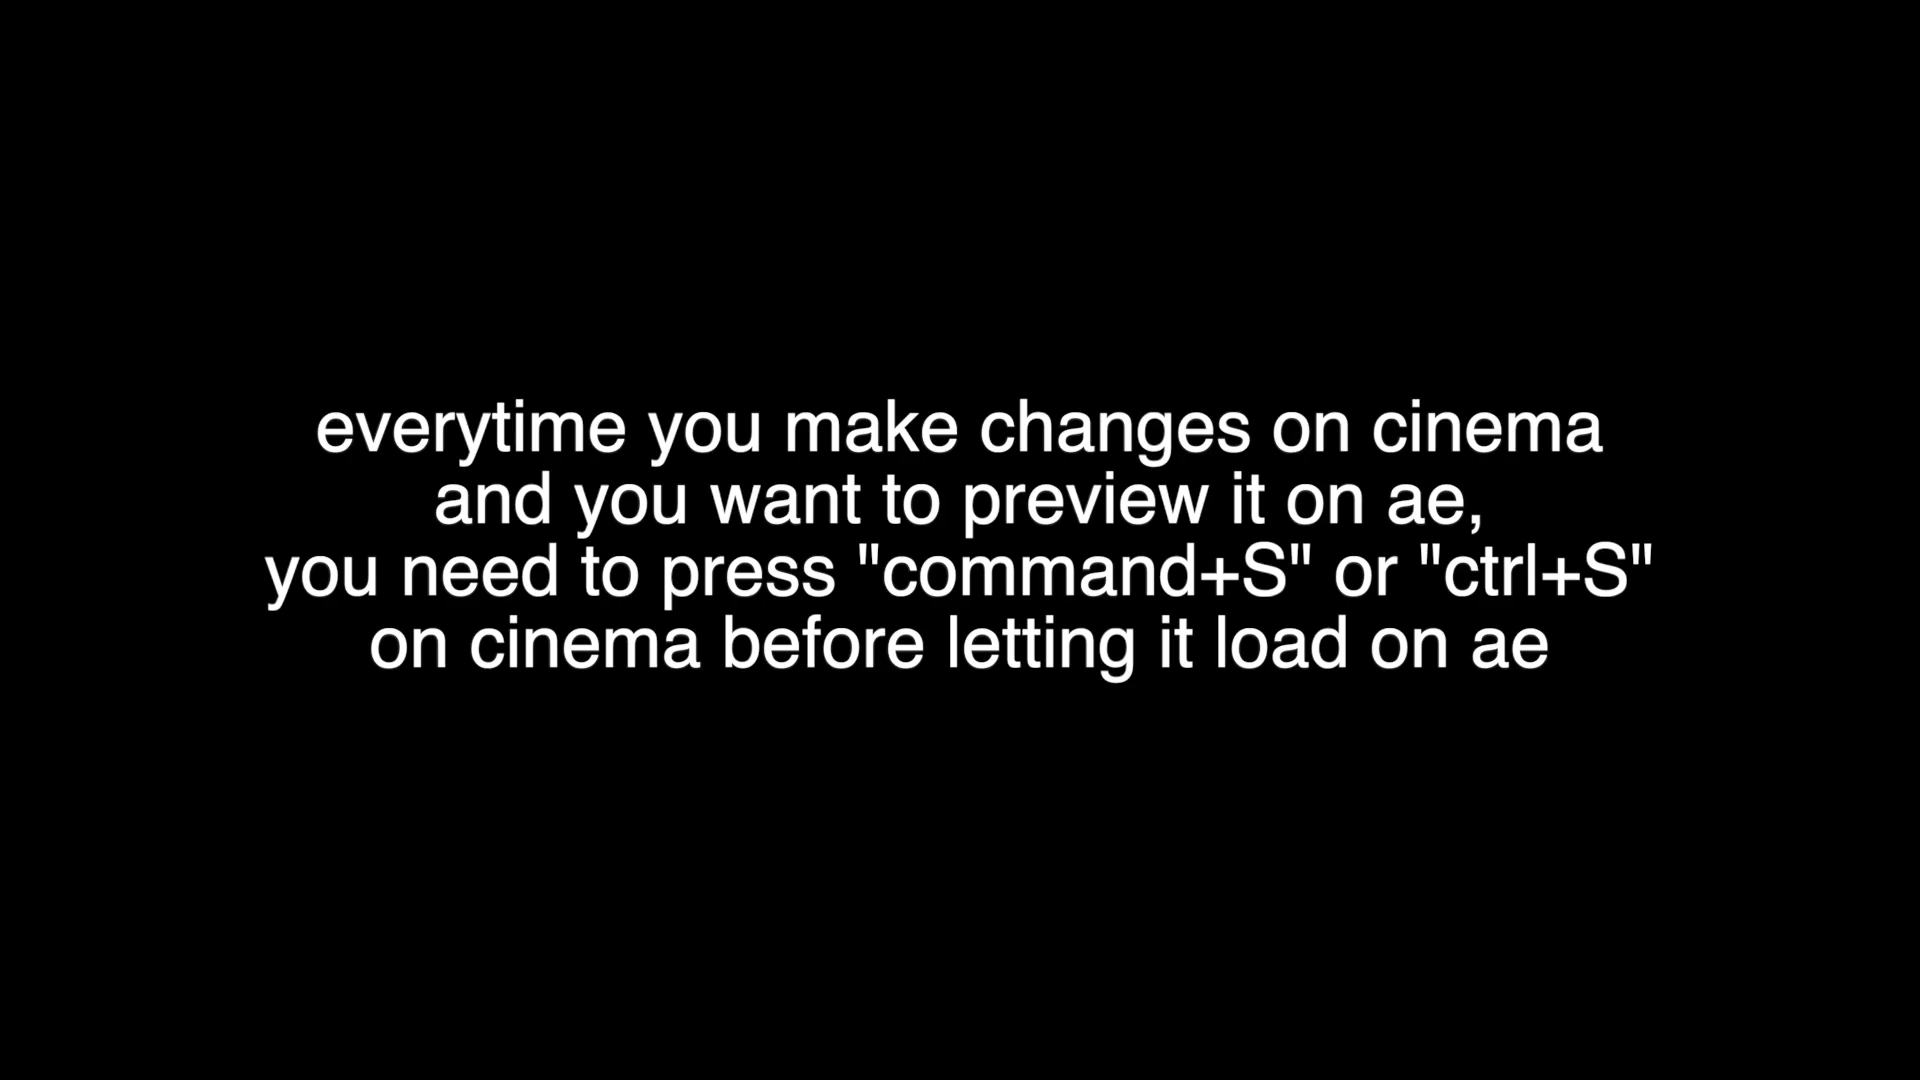 everytime you make changes on cinema
and you want to preview it on ae,
you need to press "command+S" or "ctrl+S"
on cinema before letting it load on ae